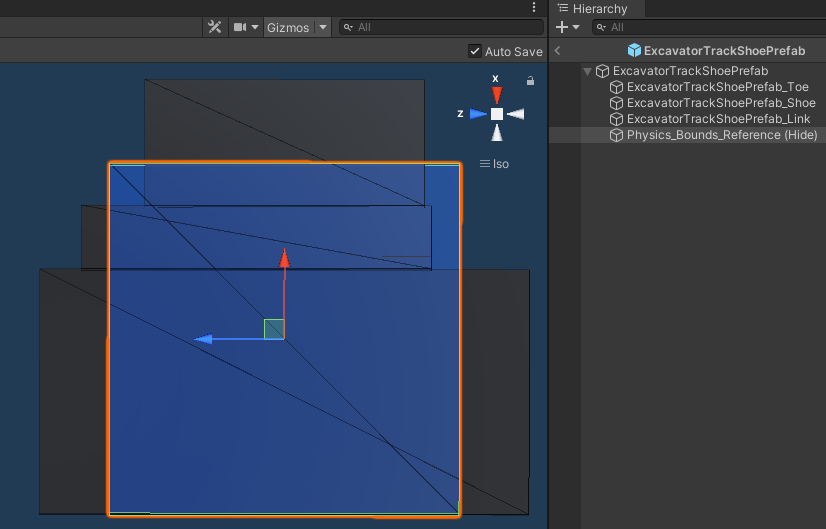 Hierarchy
Gizmos
All
All
Auto Save
ExcavatorTrackShoePrefab
ExcavatorTrackShoePrefab
ExcavatorTrackShoePrefab_Toe
ExcavatorTrackShoePrefab_Shoe
ExcavatorTrackShoePrefab_Link
Physics_Bounds_Reference (Hide)
x
z
Iso